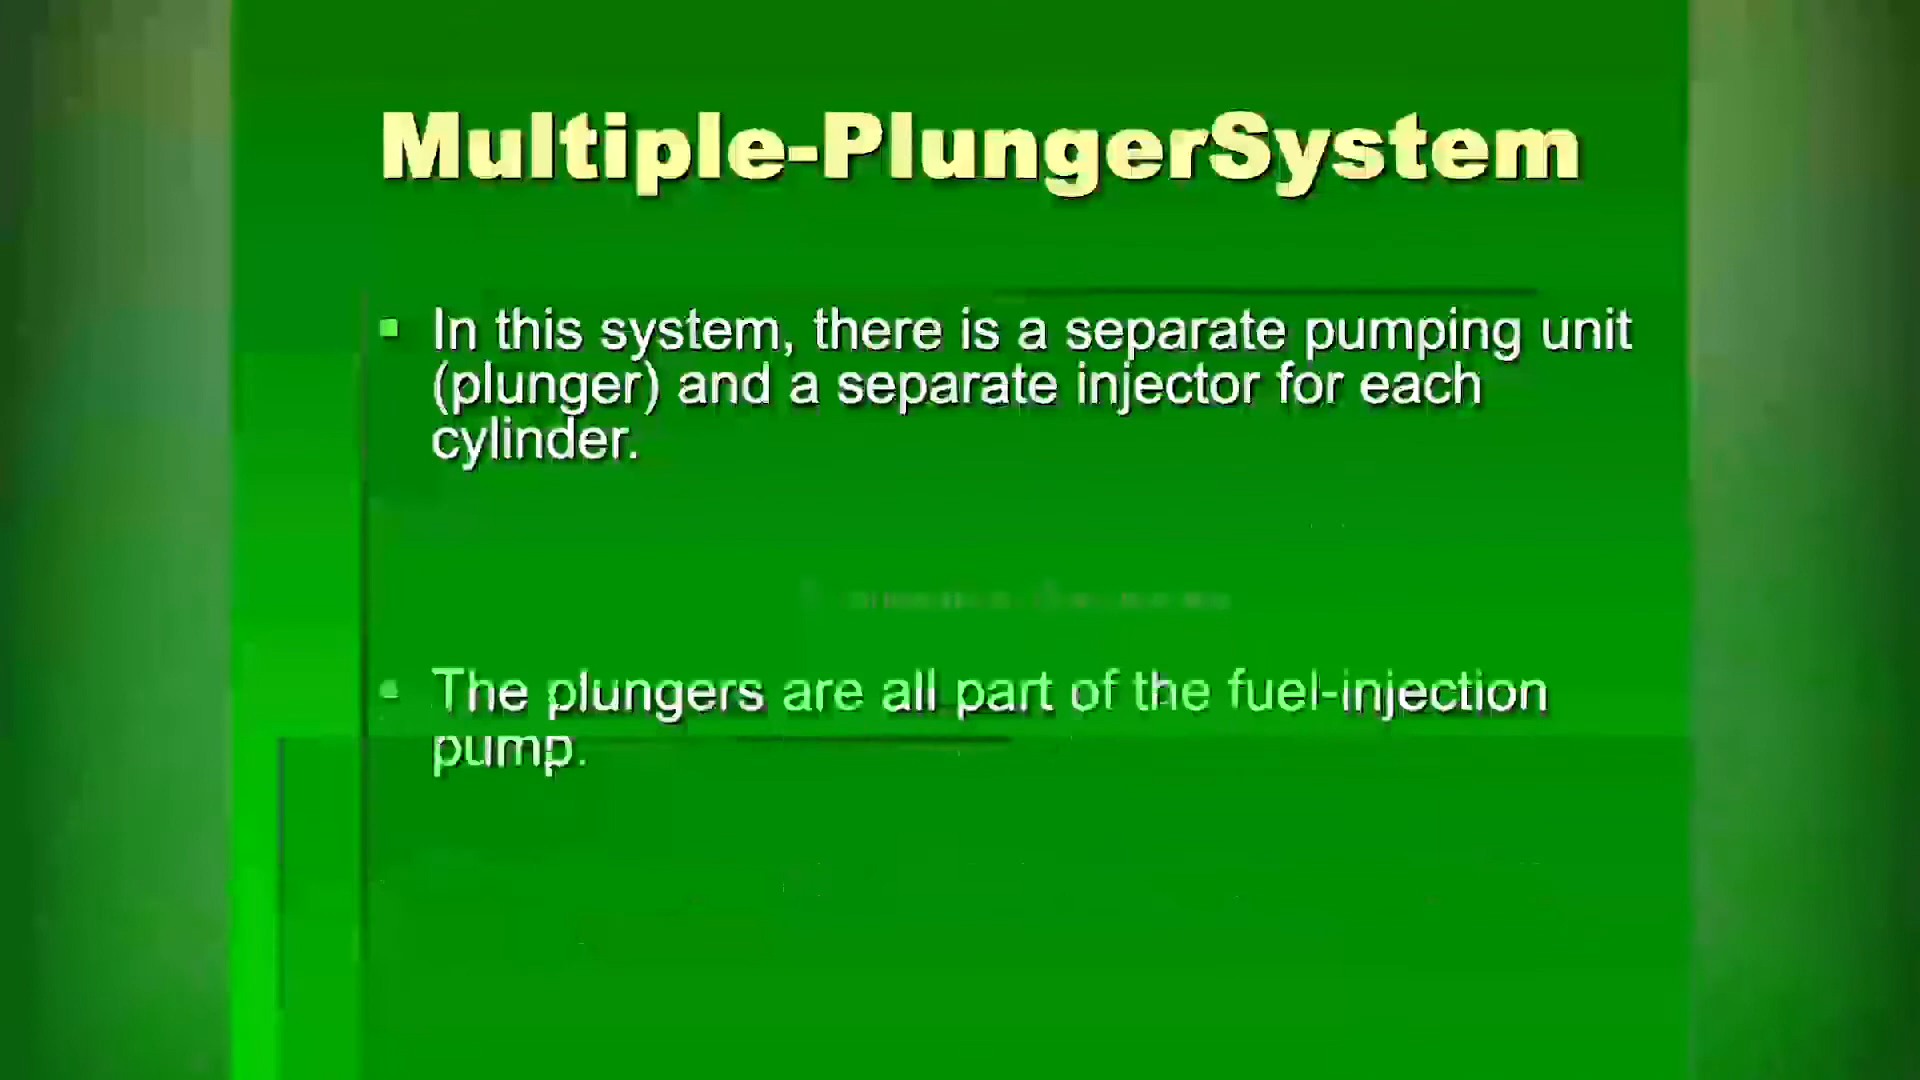 Multiple-PlungerSystem
In this system, there is a separate pumping unit
(plunger) and a separate injector for each
cylinder.
The plungers are all part of the fuel-injection
pump.